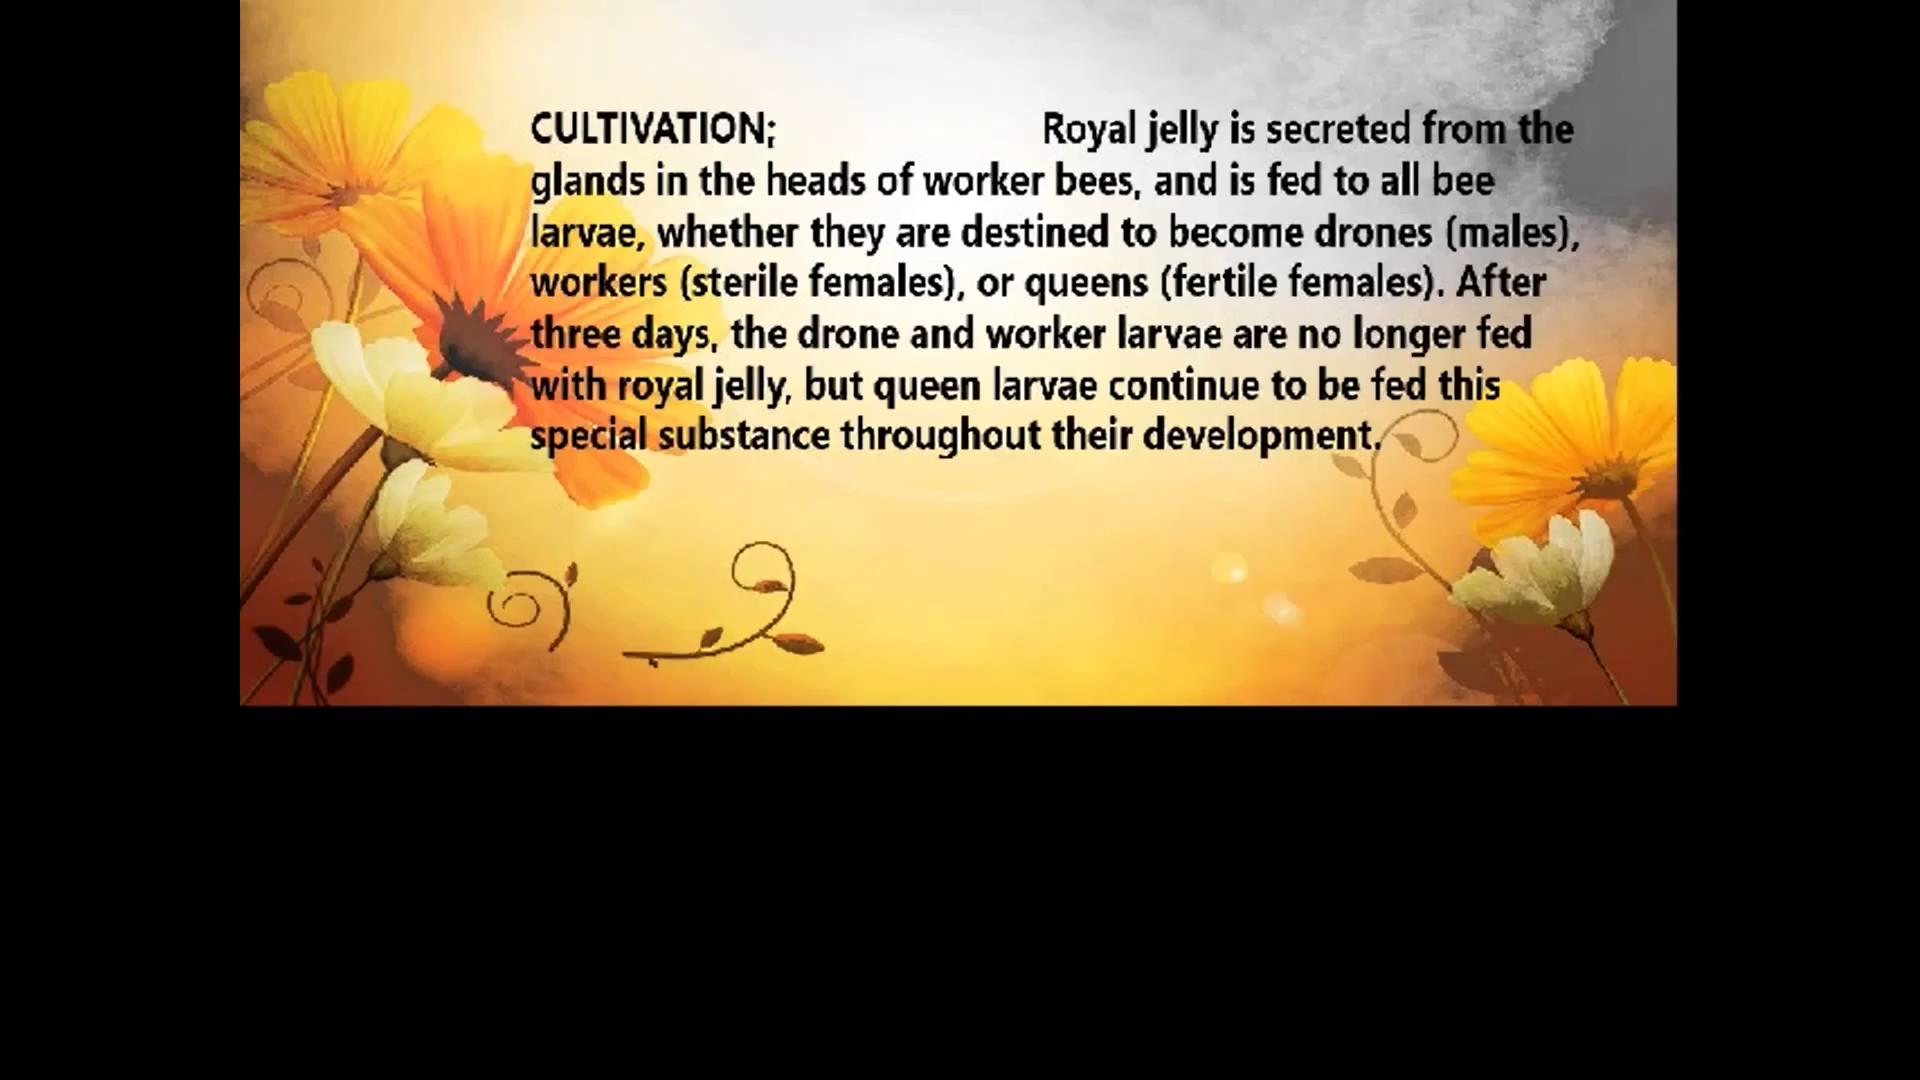 CULTIVATION; Royal jelly is secreted from the
glands in the heads of worker bees, and is fed to all bee
larvae, whether they are destined to become drones (males),
workers (sterile females), or queens (fertile females). After
three days, the drone and worker larvae are no longer fed
with royal jelly, but queen larvae continue to be fed this
special substance throughout their development.